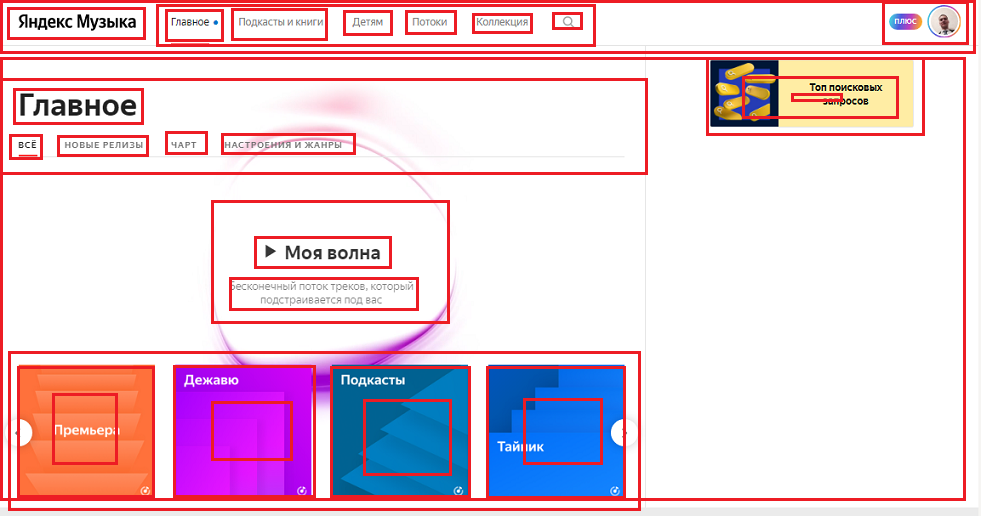 Яндекс Музыка
Главное
Подкасты и книги
Детям
Потоки
Коллекция
плюс
Главное
ВСЁ
НОВЫЕ РЕЛИЗЫ
ЧАРТ
НАСТРОЕНИЯ И ЖАНРЫ
Топ поисковых
запросов
Моя волна
Бесконечный поток треков, который
подстраивается под вас
Премьера
Дежавю
Подкасты
Тайник